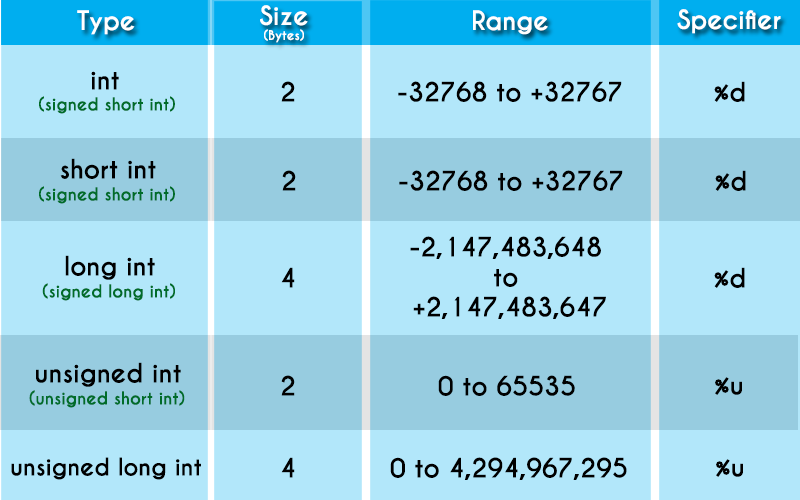 Type Size Range Specifier
(Bytes)
int 2 -32768 to +32767 %d
(signed short int)
short int 2 -32768 to +32767 %d
(signed short int)
-2,147,483,648
long int 4 to %d
(signed long int)
+2,147,483,647
unsigned int 2 0 to 65535 %u
(unsigned short int)
unsigned long int 4 0 to 4,294,967,295 %u